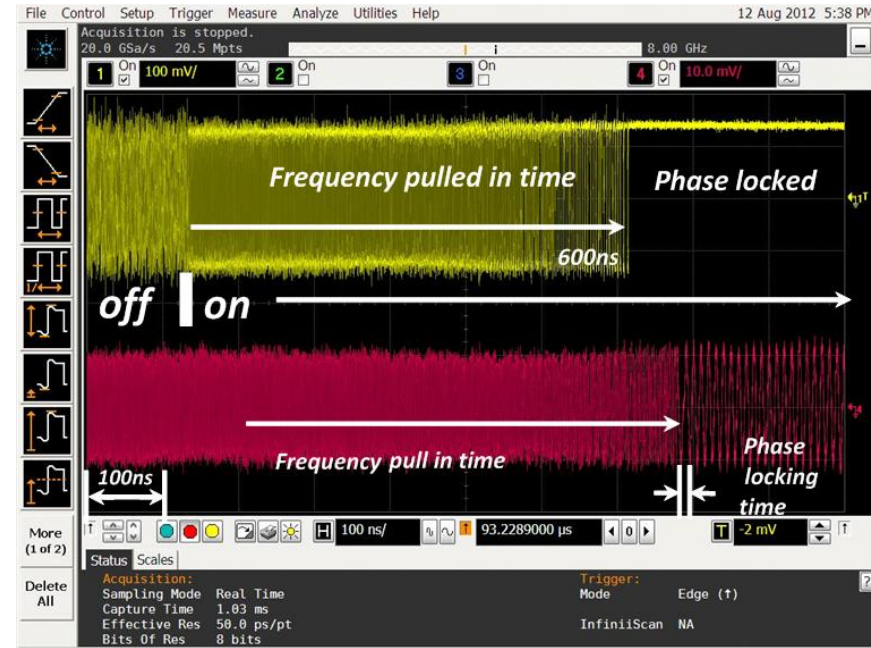 File Control Setup Trigger Measure Analyze Utilities Help 12 Aug 2012 5:38 PM
Acquisition is stopped.
20.0 GSa/s 20.5 Mpts 8.00 GHz
1 On 100 mV/ 2 On 3 On 4 On 10.0 mV/
Frequency pulled in time Phase locked
600ns
off on
Frequency pull in time
100ns
Phase
locking
time
More
(1 of 2)
H 100 ns/ 93.2289000 µs 0 T -2 mV
Status Scales
Delete
All
Acquisition: Trigger:
Sampling Mode Real Time Mode Edge (↑)
Capture Time 1.03 ms
Effective Res 50.0 ps/pt InfiniiScan NA
Bits Of Res 8 bits